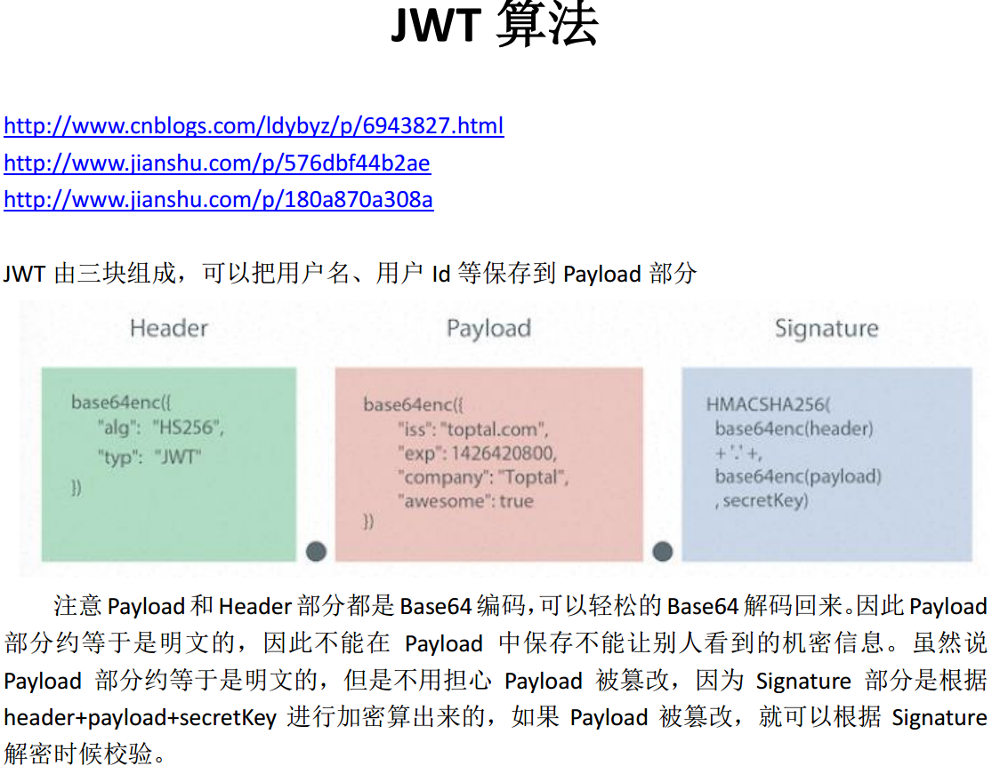 JWT 算法
http://www.cnblogs.com/ldybyz/p/6943827.html
http://www.jianshu.com/p/576dbf44b2ae
http://www.jianshu.com/p/180a870a308a
JWT 由三块组成，可以把用户名、用户 Id 等保存到 Payload 部分
Header
base64enc({
"alg": "HS256",
"typ": "JWT"
})
Payload
base64enc({
"iss": "toptal.com",
"exp": 1426420800,
"company": "Toptal",
"awesome": true
})
Signature
HMACSHA256(
base64enc(header)
+ '.' +,
base64enc(payload)
, secretKey)
注意 Payload 和 Header 部分都是 Base64 编码，可以轻松的 Base64 解码回来。因此 Payload
部分约等于是明文的，因此不能在 Payload 中保存不能让别人看到的机密信息。虽然说
Payload 部分约等于是明文的，但是不用担心 Payload 被篡改，因为 Signature 部分是根据
header+payload+secretKey 进行加密算出来的，如果 Payload 被篡改，就可以根据 Signature
解密时候校验。